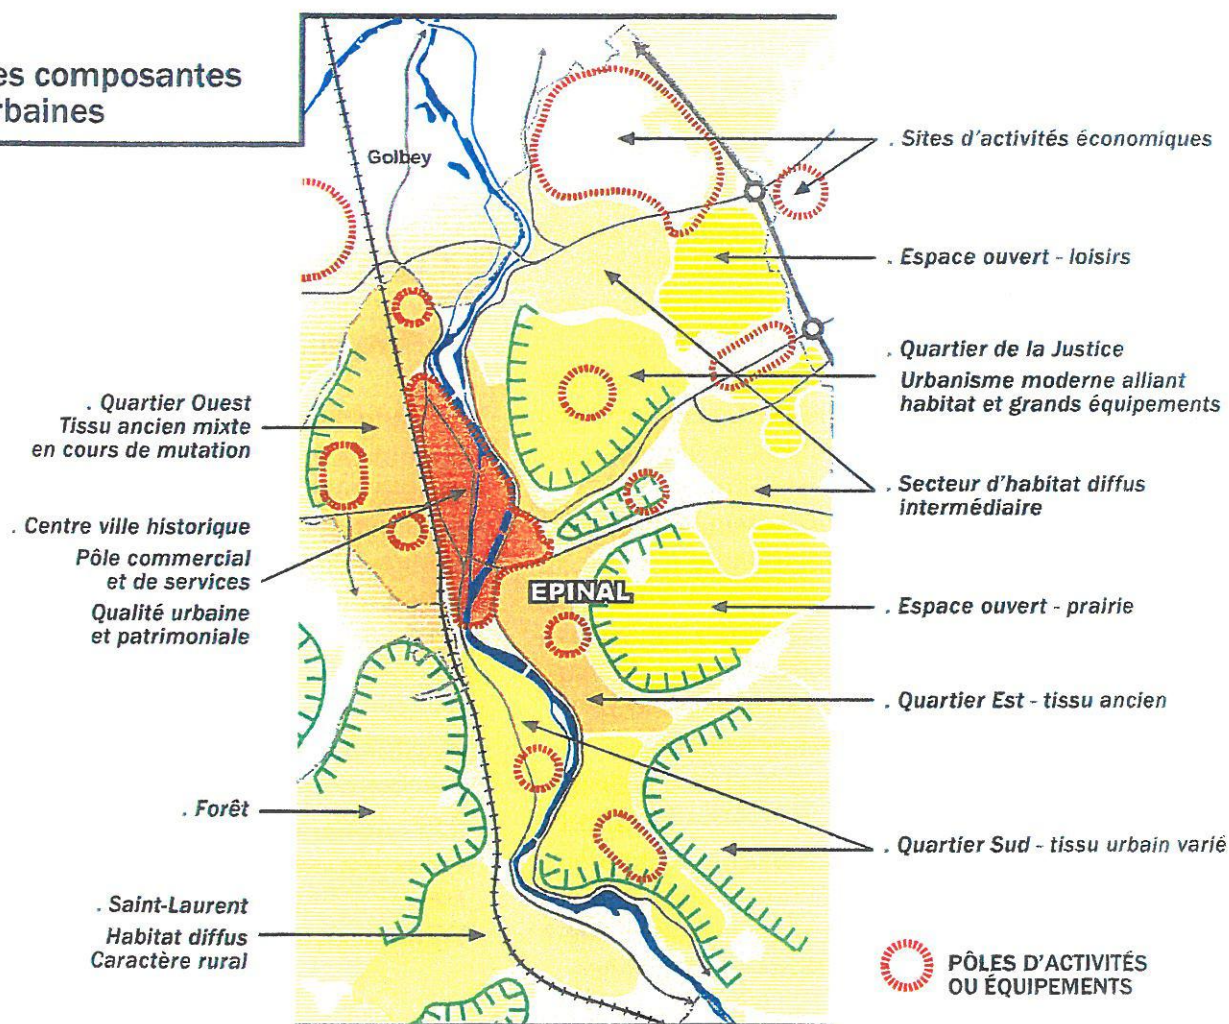 es composantes
rbaines
Golbey
. Sites d'activités économiques
. Espace ouvert - loisirs
. Quartier de la Justice
Urbanisme moderne alliant
habitat et grands équipements
. Secteur d'habitat diffus
intermédiaire
. Espace ouvert - prairie
. Quartier Est - tissu ancien
. Quartier Sud - tissu urbain varié
. Quartier Ouest
Tissu ancien mixte
en cours de mutation
. Centre ville historique
Pôle commercial
et de services
Qualité urbaine
et patrimoniale
EPINAL
. Forêt
. Saint-Laurent
Habitat diffus
Caractère rural
PÔLES D'ACTIVITÉS
OU ÉQUIPEMENTS